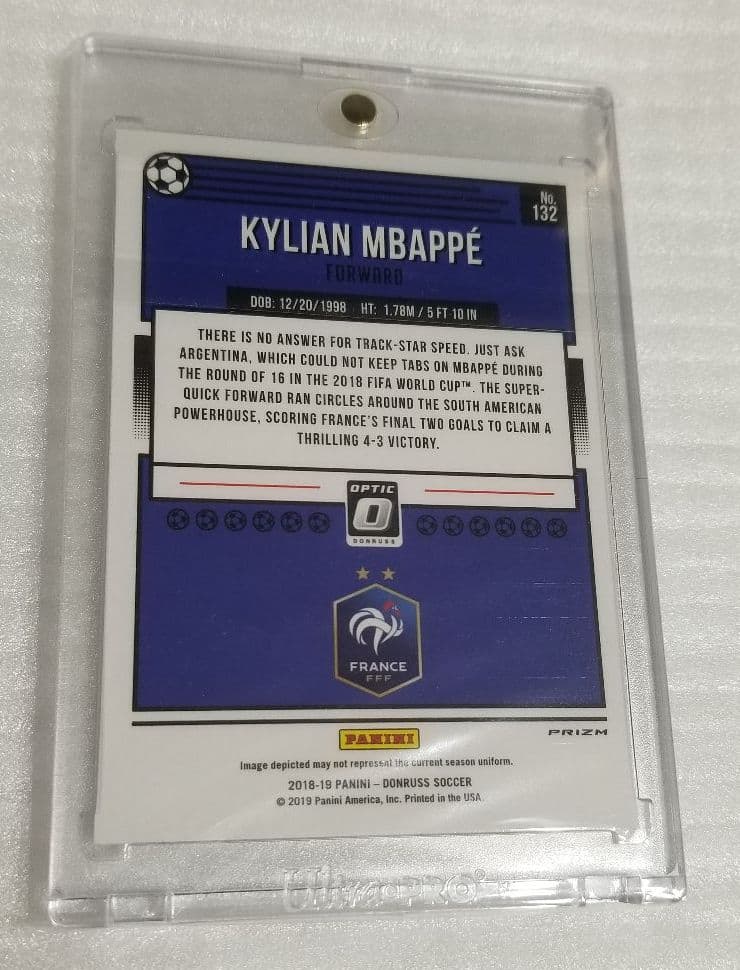 No.
132
KYLIAN MBAPPÉ
FORWARD
DOB: 12/20/1998 HT: 1.78M / 5 FT 10 IN
THERE IS NO ANSWER FOR TRACK-STAR SPEED. JUST ASK
ARGENTINA, WHICH COULD NOT KEEP TABS ON MBAPPÉ DURING
THE ROUND OF 16 IN THE 2018 FIFA WORLD CUP™. THE SUPER-
QUICK FORWARD RAN CIRCLES AROUND THE SOUTH AMERICAN
POWERHOUSE, SCORING FRANCE'S FINAL TWO GOALS TO CLAIM A
THRILLING 4-3 VICTORY.
OPTIC
O
DONRUSS
FRANCE
FFF
PANINI
PRIZM
Image depicted may not represent the current season uniform.
2018-19 PANINI – DONRUSS SOCCER
© 2019 Panini America, Inc. Printed in the USA.
Ultra PRO®